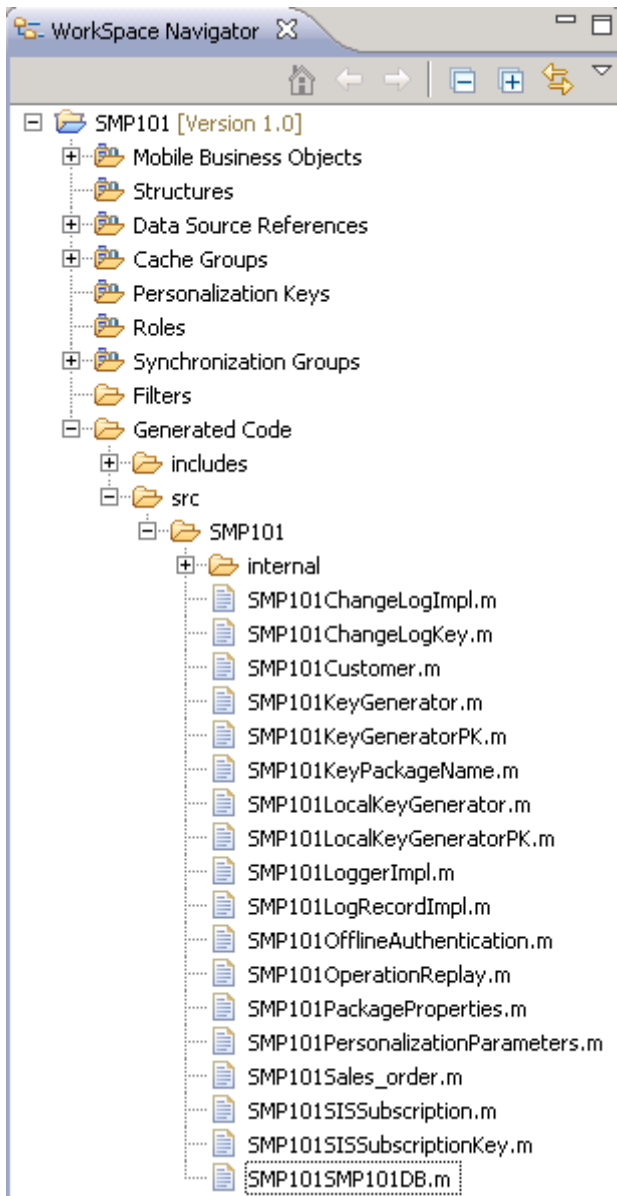 WorkSpace Navigator
SMP101 [Version 1.0]
Mobile Business Objects
Structures
Data Source References
Cache Groups
Personalization Keys
Roles
Synchronization Groups
Filters
Generated Code
includes
src
SMP101
internal
SMP101ChangeLogImpl.m
SMP101ChangeLogKey.m
SMP101Customer.m
SMP101KeyGenerator.m
SMP101KeyGeneratorPK.m
SMP101KeyPackageName.m
SMP101LocalKeyGenerator.m
SMP101LocalKeyGeneratorPK.m
SMP101LoggerImpl.m
SMP101LogRecordImpl.m
SMP101OfflineAuthentication.m
SMP101OperationReplay.m
SMP101PackageProperties.m
SMP101PersonalizationParameters.m
SMP101Sales_order.m
SMP101SISSubscription.m
SMP101SISSubscriptionKey.m
SMP101SMP101DB.m